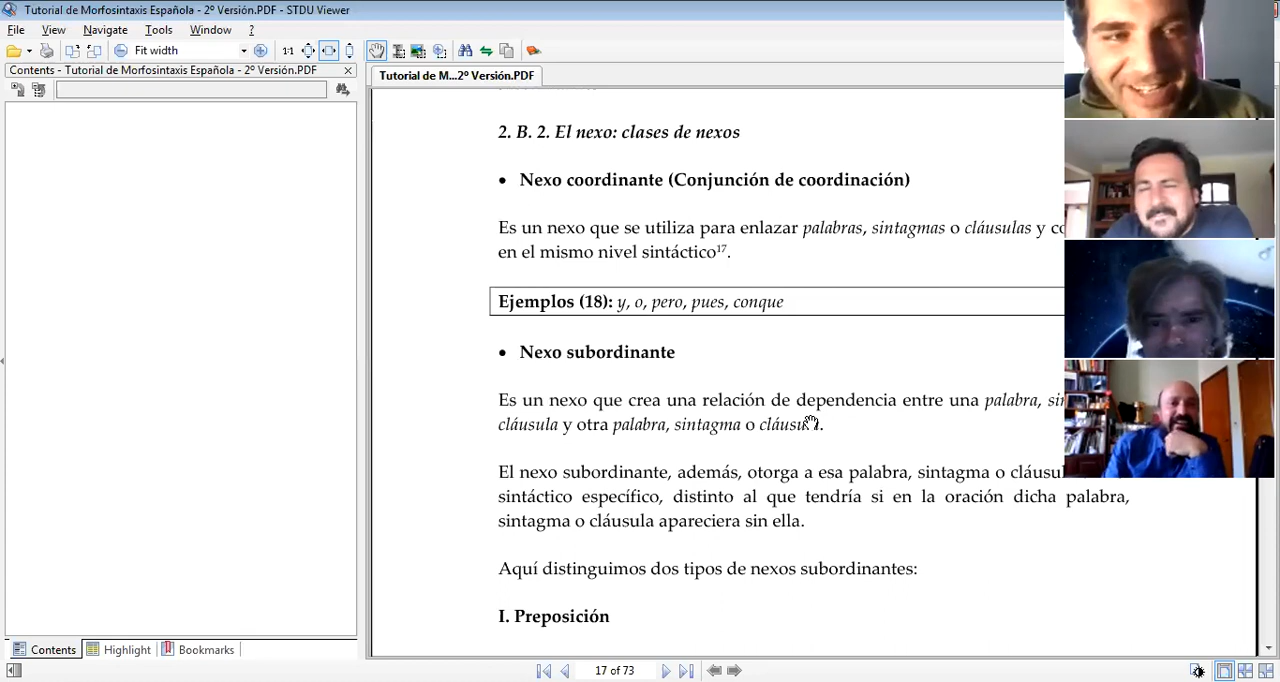 Tutorial de Morfosintaxis Española - 2º Versión.PDF - STDU Viewer
File View Navigate Tools Window ?
Fit width 1:1
Contents - Tutorial de Morfosintaxis Española - 2º Versión.PDF
Tutorial de M...2º Versión.PDF
2. B. 2. El nexo: clases de nexos
• Nexo coordinante (Conjunción de coordinación)
Es un nexo que se utiliza para enlazar palabras, sintagmas o cláusulas y
en el mismo nivel sintáctico17.
Ejemplos (18): y, o, pero, pues, conque
• Nexo subordinante
Es un nexo que crea una relación de dependencia entre una palabra,
cláusula y otra palabra, sintagma o
El nexo subordinante, además, otorga a esa palabra, sintagma o
sintáctico específico, distinto al que tendría si en la oración dicha palabra,
sintagma o cláusula apareciera sin ella.
Aquí distinguimos dos tipos de nexos subordinantes:
I. Preposición
Contents Highlight Bookmarks
17 of 73